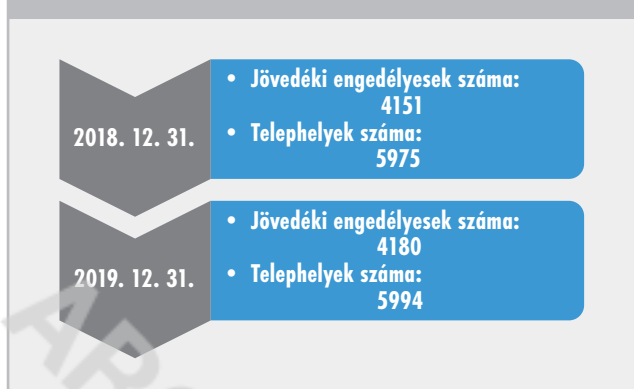 2018. 12. 31.
• Jövedéki engedélyesek száma:
4151
• Telephelyek száma:
5975
2019. 12. 31.
• Jövedéki engedélyesek száma:
4180
• Telephelyek száma:
5994